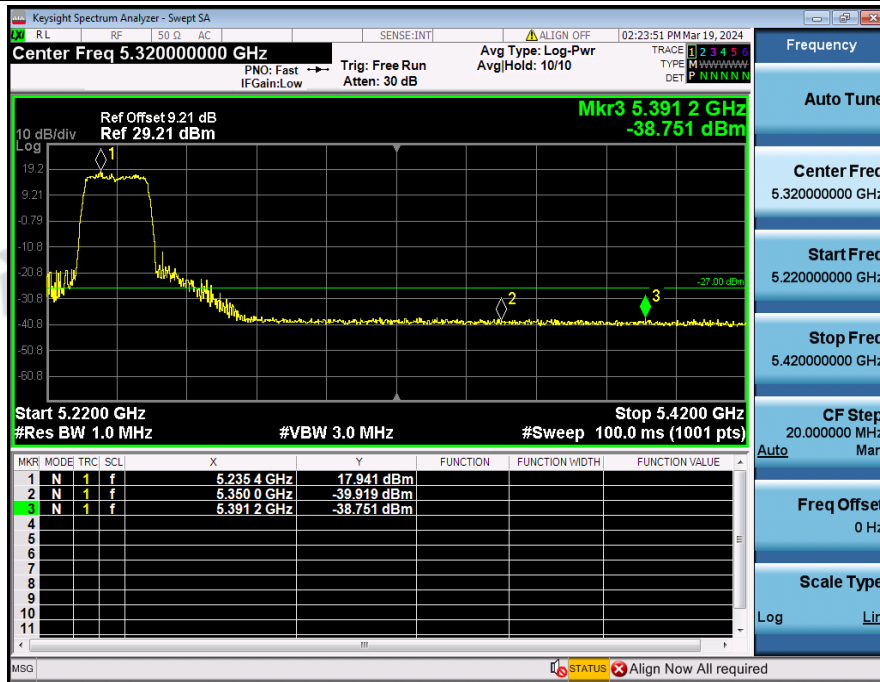 Keysight Spectrum Analyzer - Swept SA
LXI RL RF 50 Ω AC SENSE:INT ALIGN OFF 02:23:51 PM Mar 19, 2024
Center Freq 5.320000000 GHz
PNO: Fast
IFGain:Low
Trig: Free Run
Atten: 30 dB
Avg Type: Log-Pwr
Avg|Hold: 10/10
TRACE 1 2 3 4 5 6
TYPE M WWWWW
DET P N N N N N
Ref Offset 9.21 dB
Ref 29.21 dBm
10 dB/div
Log
Mkr3 5.391 2 GHz
-38.751 dBm
1
19.2
9.21
-0.79
-10.8
-20.8
-30.8
-40.8
-50.8
-60.8
-27.00 dBm
2
3
Start 5.2200 GHz
Stop 5.4200 GHz
#Res BW 1.0 MHz
#VBW 3.0 MHz
#Sweep 100.0 ms (1001 pts)
MKR MODE TRC SCL X Y FUNCTION FUNCTION WIDTH FUNCTION VALUE
1 N 1 f 5.235 4 GHz 17.941 dBm
2 N 1 f 5.350 0 GHz -39.919 dBm
3 N 1 f 5.391 2 GHz -38.751 dBm
4
5
6
7
8
9
10
11
MSG
STATUS Align Now All required
Frequency
Auto Tune
Center Freq
5.320000000 GHz
Start Freq
5.220000000 GHz
Stop Freq
5.420000000 GHz
CF Step
20.000000 MHz
Auto Man
Freq Offset
0 Hz
Scale Type
Log Lin